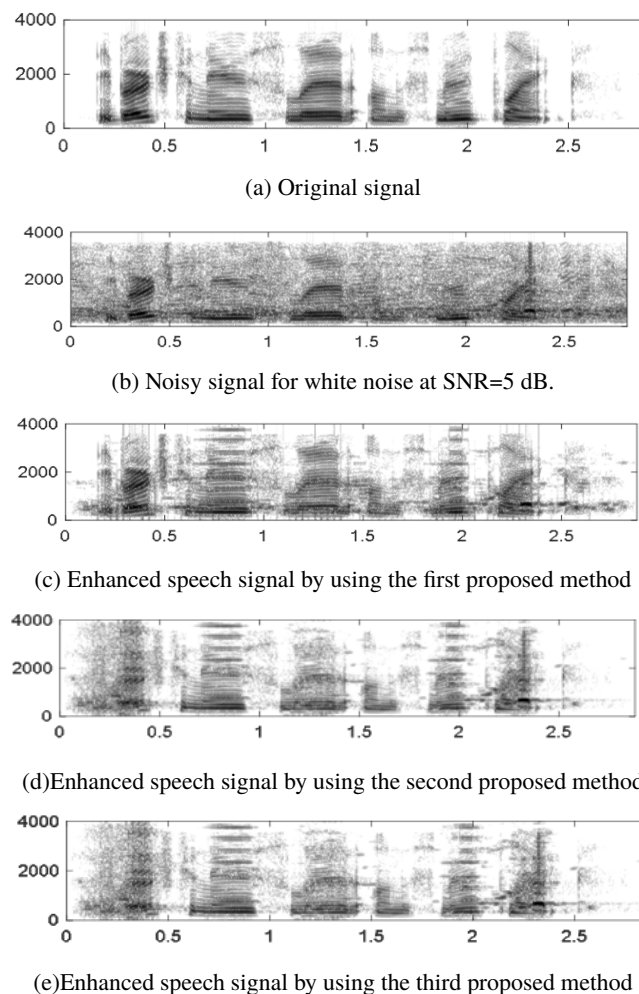 4000
2000
0
0 0.5 1 1.5 2 2.5
(a) Original signal
4000
2000
0
0 0.5 1 1.5 2 2.5
(b) Noisy signal for white noise at SNR=5 dB.
4000
2000
0
0 0.5 1 1.5 2 2.5
(c) Enhanced speech signal by using the first proposed method
4000
2000
0
0 0.5 1 1.5 2 2.5
(d)Enhanced speech signal by using the second proposed method
4000
2000
0
0 0.5 1 1.5 2 2.5
(e)Enhanced speech signal by using the third proposed method